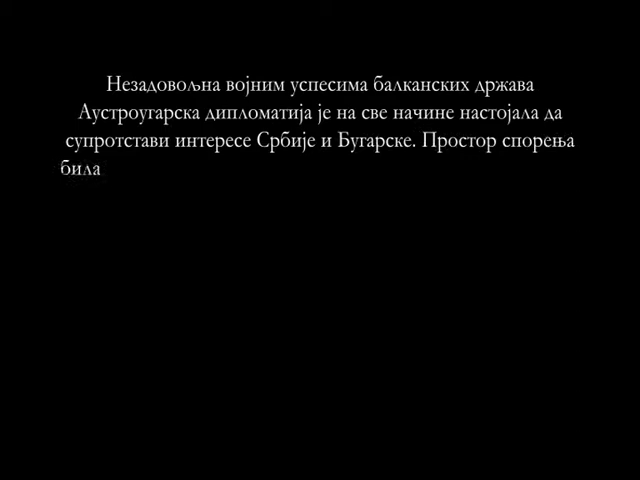 Незадовољна војним успесима балканских држава
Аустроугарска дипломатија је на све начине настојала да
супротстави интересе Србије и Бугарске. Простор спорења
била